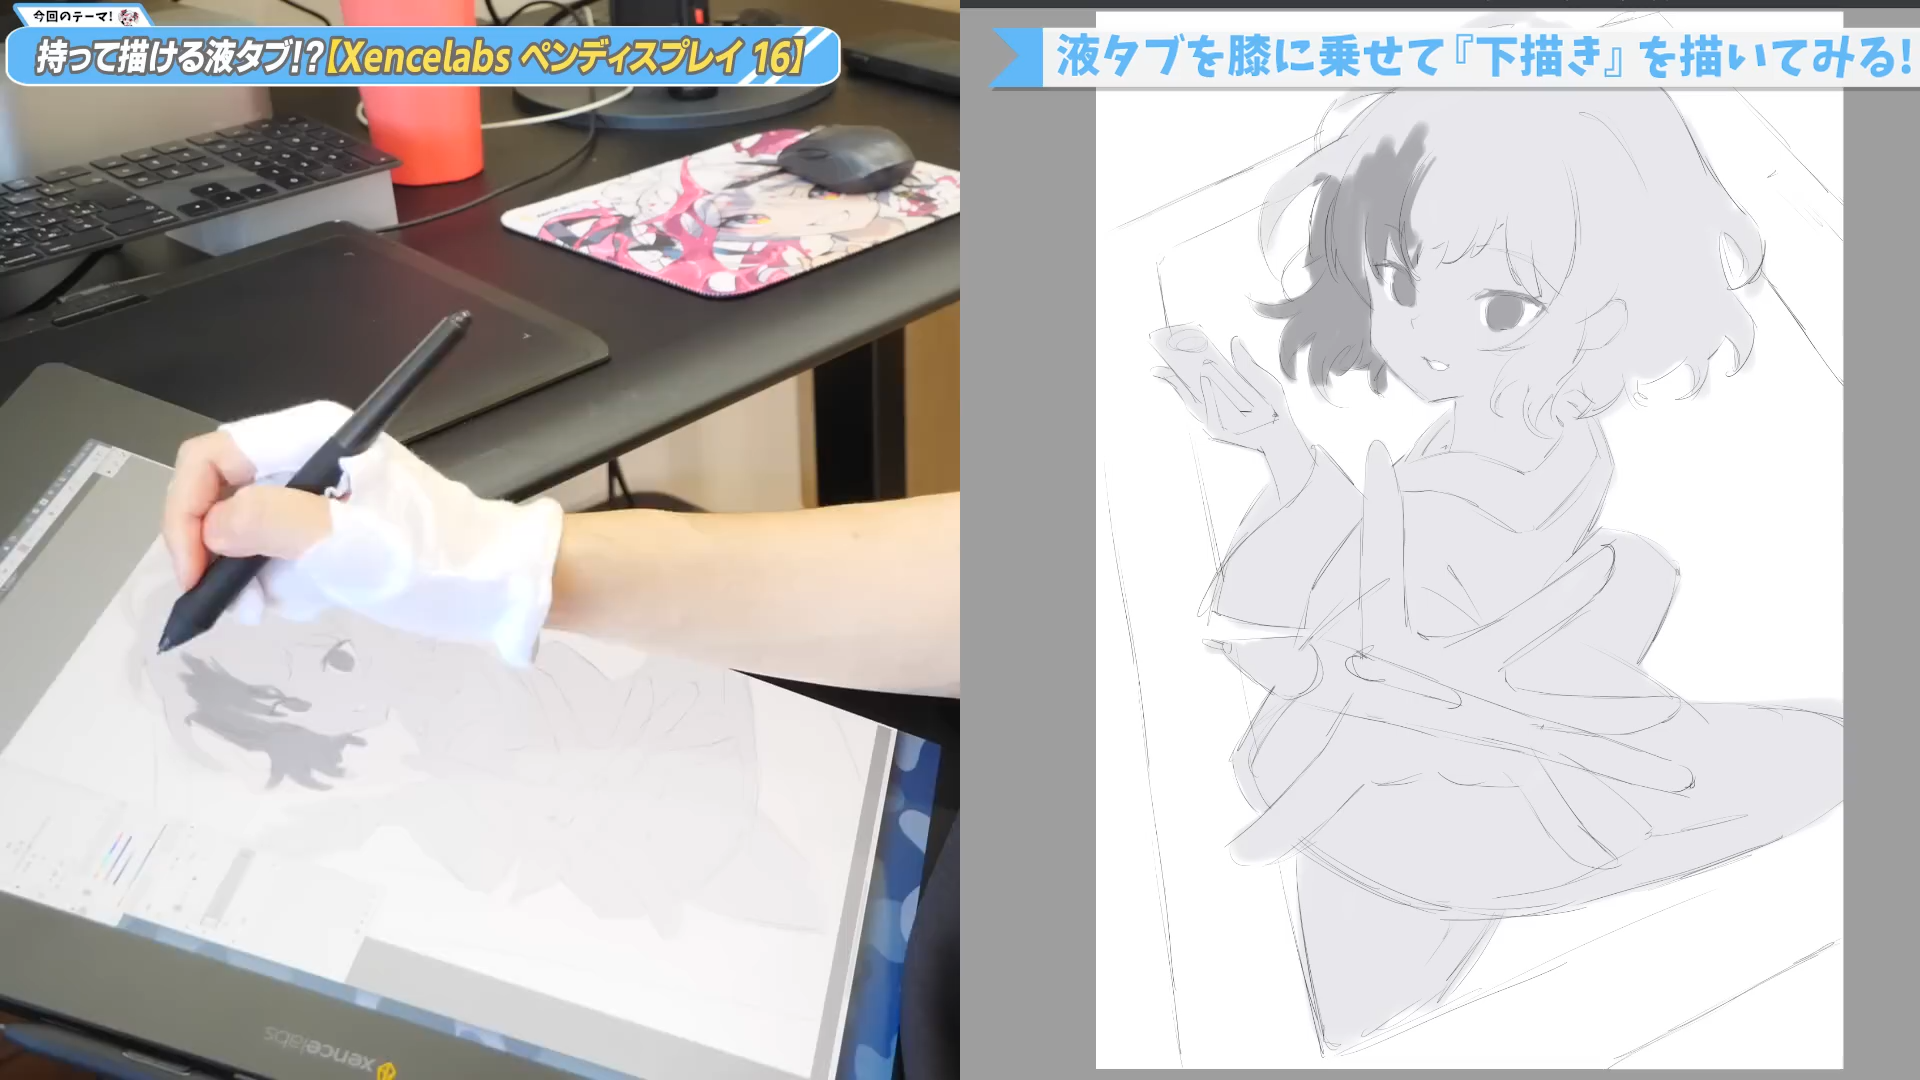 今回のテーマ!
持って描ける液タブ!?【Xencelabs ペンディスプレイ 16】
液タブを膝に乗せて『下描き』を描いてみる!
xencelabs